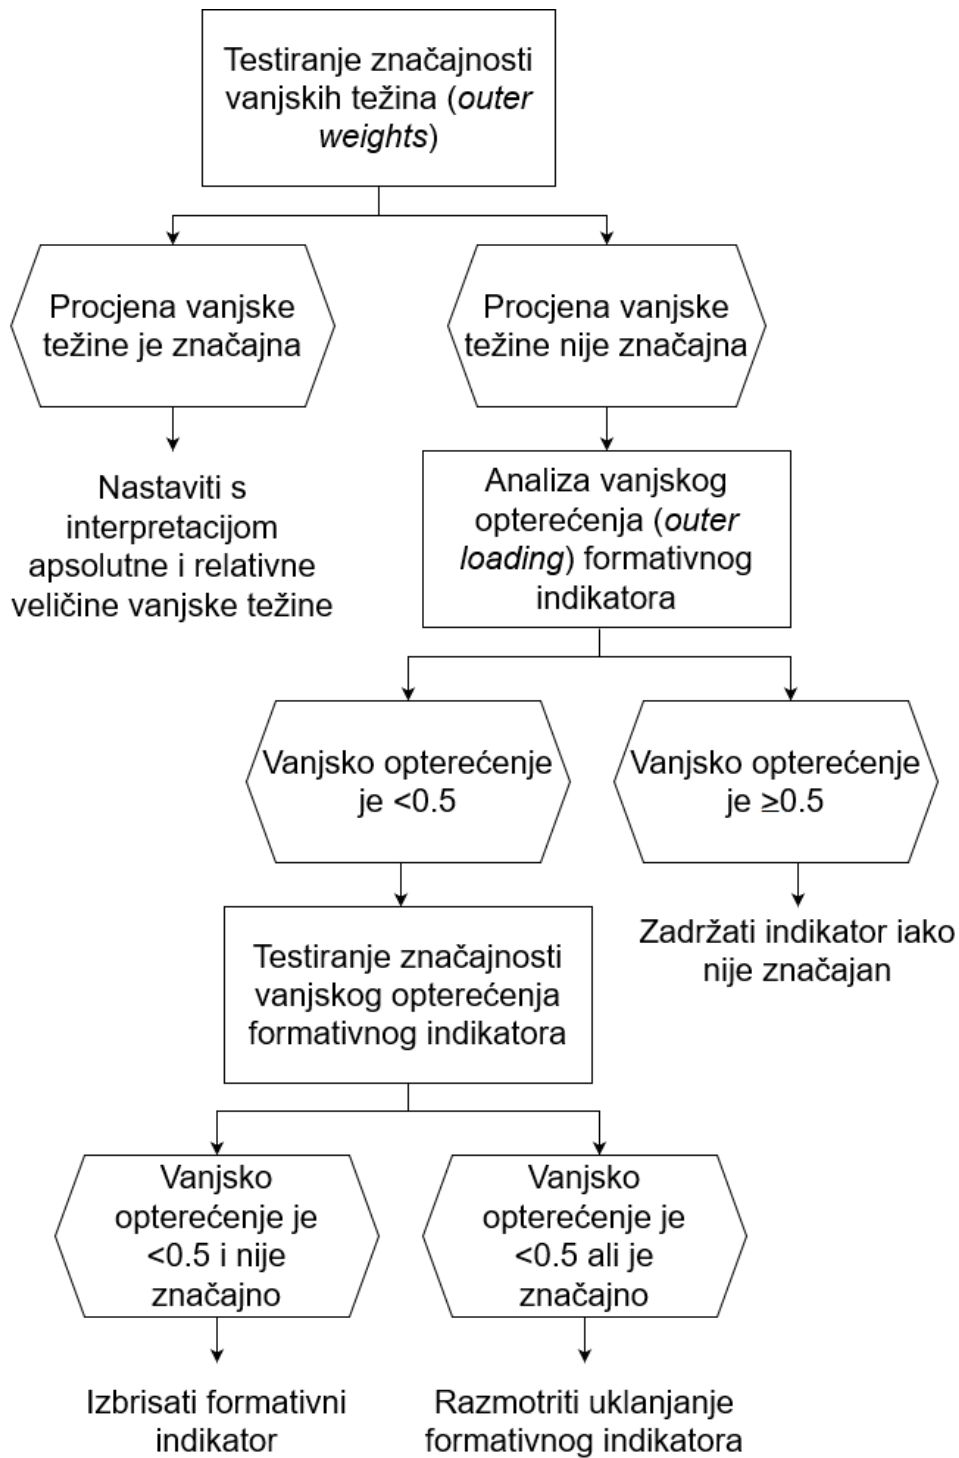 Testiranje značajnosti
vanjskih težina (outer
weights)
Procjena vanjske
težine je značajna
Procjena vanjske
težine nije značajna
Nastaviti s
interpretacijom
apsolutne i relativne
veličine vanjske težine
Analiza vanjskog
opterećenja (outer
loading) formativnog
indikatora
Vanjsko opterećenje
je <0.5
Vanjsko opterećenje
je ≥0.5
Testiranje značajnosti
vanjskog opterećenja
formativnog indikatora
Zadržati indikator iako
nije značajan
Vanjsko
opterećenje je
<0.5 i nije
značajno
Vanjsko
opterećenje je
<0.5 ali je
značajno
Izbrisati formativni
indikator
Razmotriti uklanjanje
formativnog indikatora